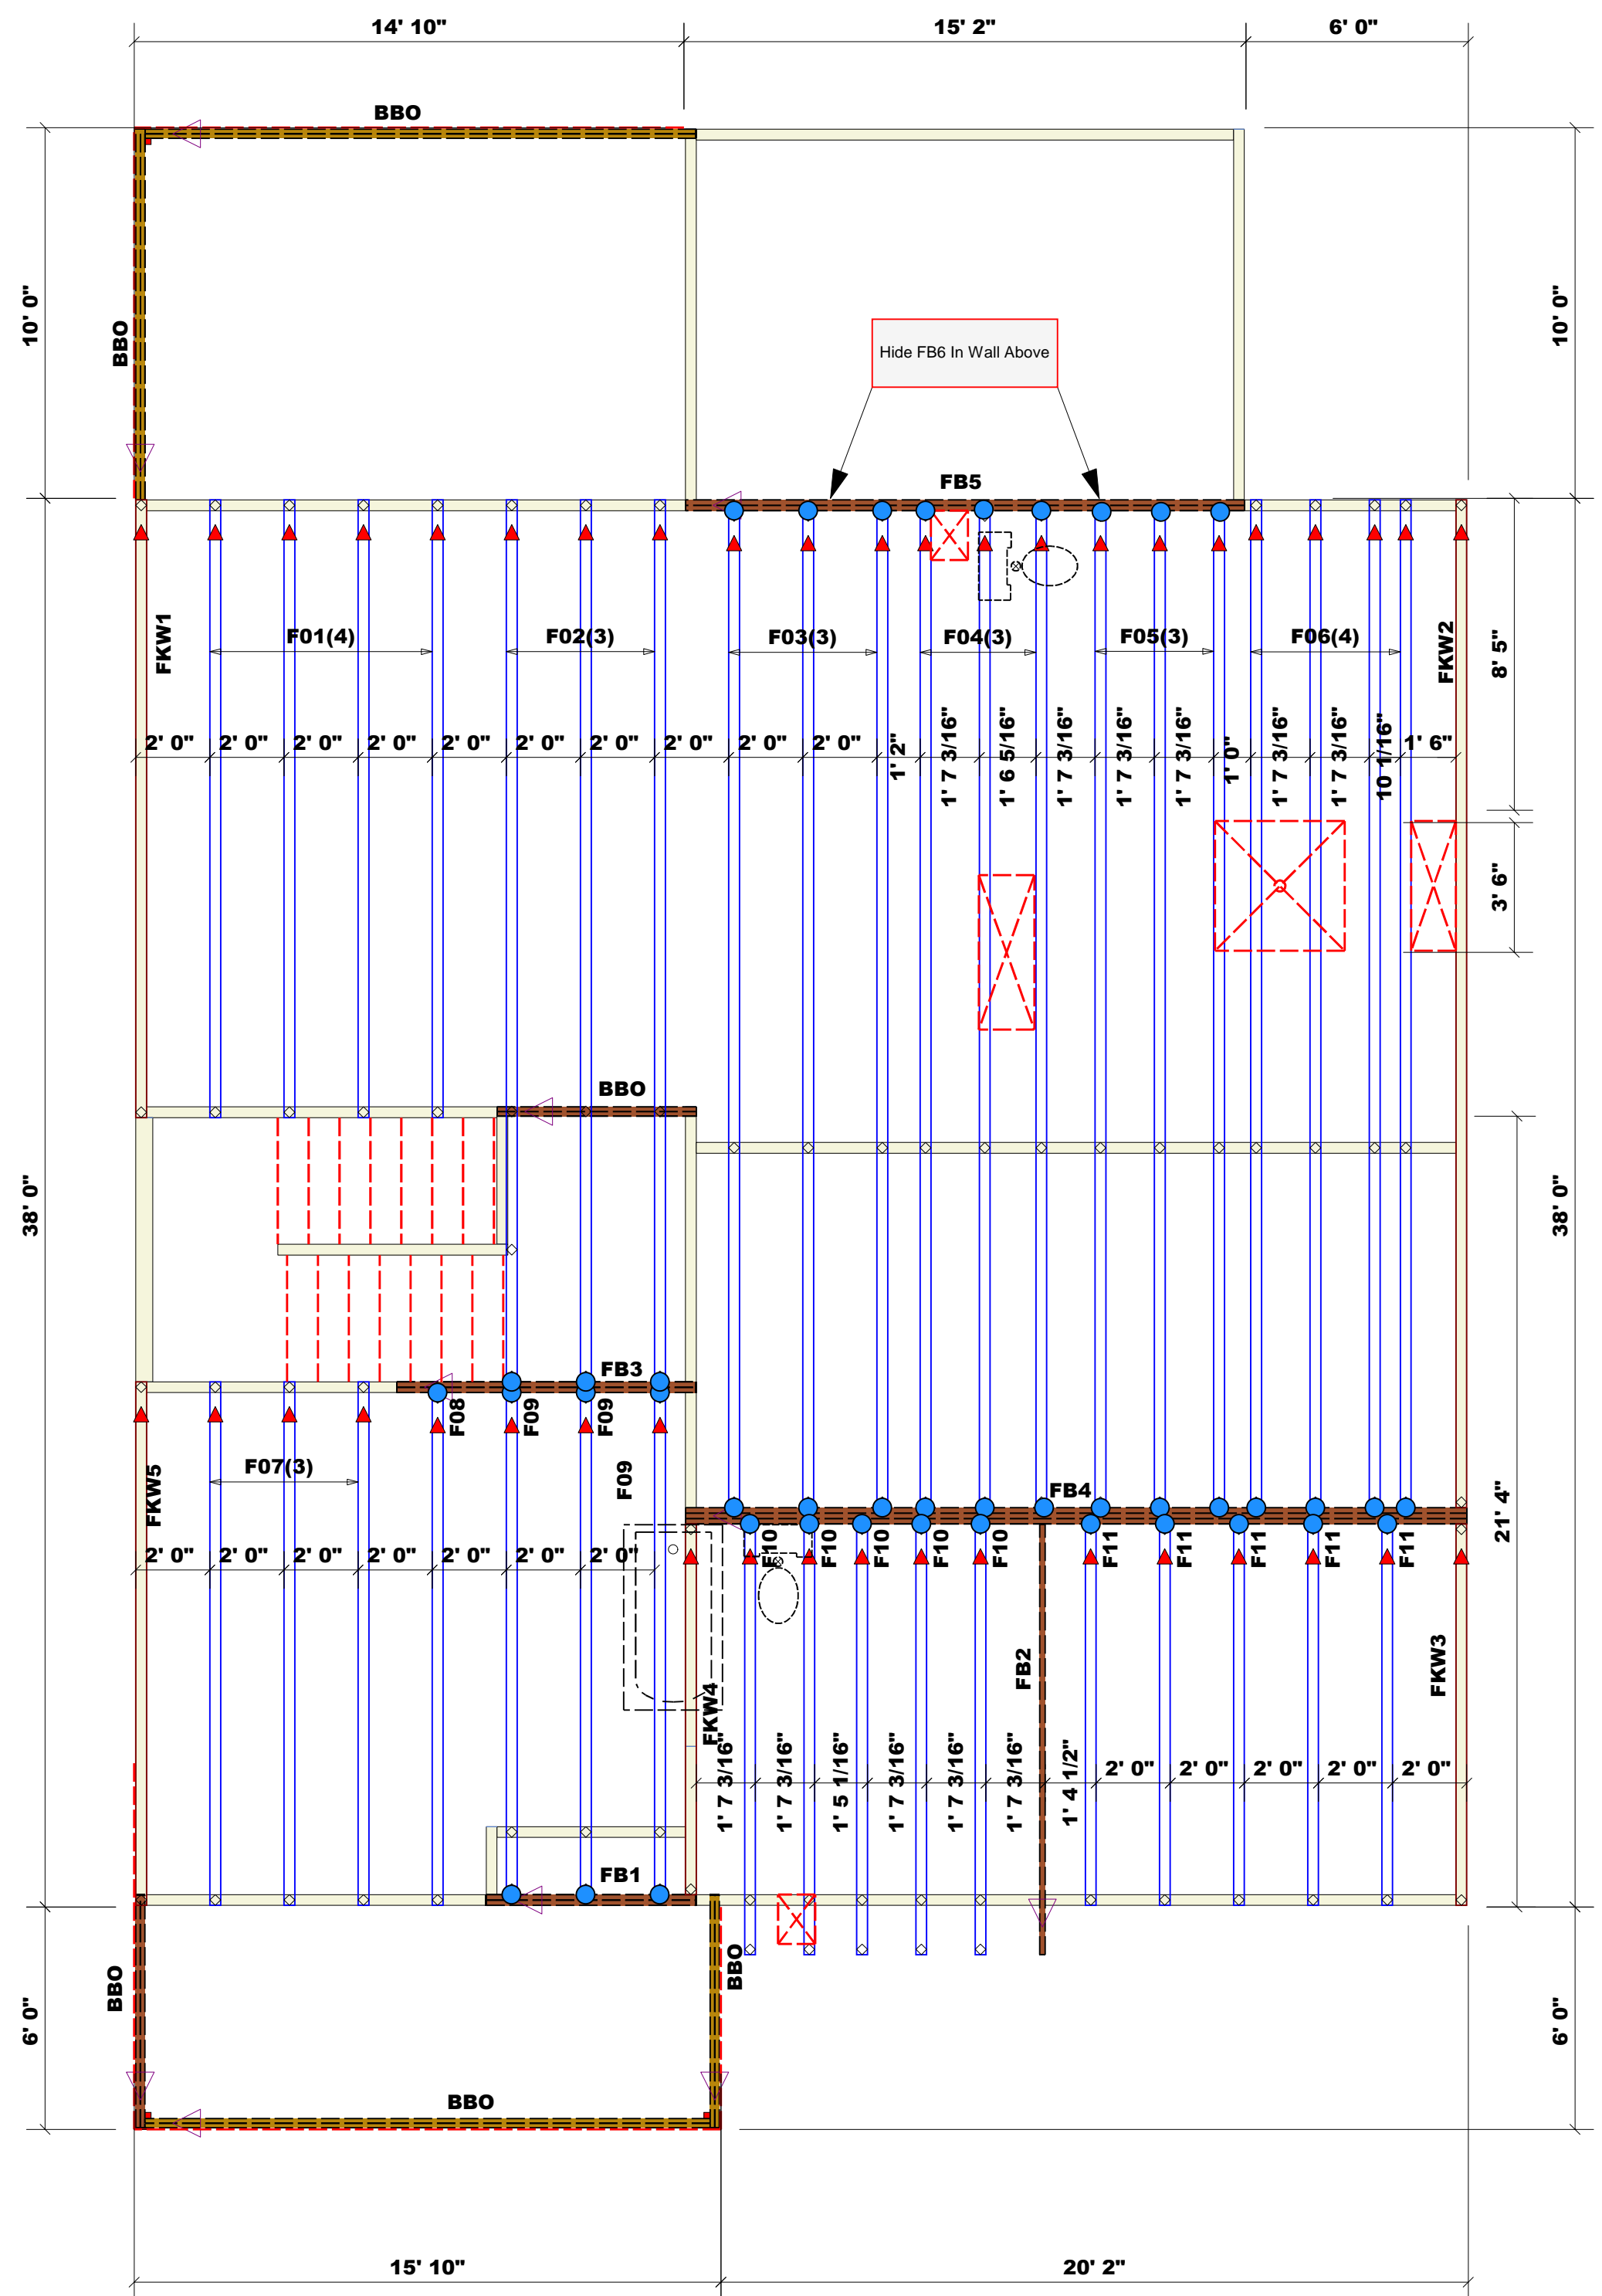 14' 10"
15' 2"
6' 0"
BBO
10' 0"
BBO
10' 0"
Hide FB6 In Wall Above
FB5
FKW1
F01(4)
F02(3)
F03(3)
F04(3)
F05(3)
F06(4)
FKW2
8' 5"
2' 0"
2' 0"
2' 0"
2' 0"
2' 0"
2' 0"
2' 0"
2' 0"
2' 0"
2' 0"
1' 2"
1' 7 3/16"
1' 6 5/16"
1' 7 3/16"
1' 7 3/16"
1' 7 3/16"
1' 0"
1' 7 3/16"
1' 7 3/16"
10 1/16"
1' 6"
3' 6"
BBO
38' 0"
38' 0"
FB3
F08
F09
F09
F09
FKW5
F07(3)
FB4
21' 4"
F10
F10
F10
F10
F10
F11
F11
F11
F11
F11
2' 0"
2' 0"
2' 0"
2' 0"
2' 0"
2' 0"
2' 0"
FB2
FKW3
FKW4
1' 7 3/16"
1' 7 3/16"
1' 5 1/16"
1' 7 3/16"
1' 7 3/16"
1' 7 3/16"
1' 4 1/2"
2' 0"
2' 0"
2' 0"
2' 0"
2' 0"
FB1
BBO
BBO
6' 0"
6' 0"
BBO
15' 10"
20' 2"